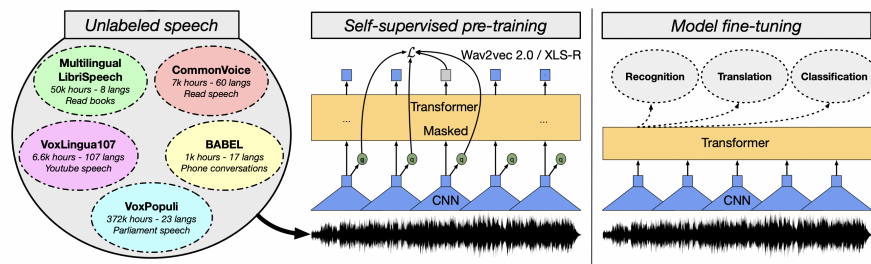 Unlabeled speech
Multilingual
LibriSpeech
50k hours - 8 langs
Read books
CommonVoice
7k hours - 60 langs
Read speech
VoxLingua107
6.6k hours - 107 langs
Youtube speech
BABEL
1k hours - 17 langs
Phone conversations
VoxPopuli
372k hours - 23 langs
Parliament speech
Self-supervised pre-training
ℒ
Wav2vec 2.0 / XLS-R
Transformer
... ...
Masked
q q q q q
CNN
Model fine-tuning
Recognition Translation Classification
Transformer
CNN